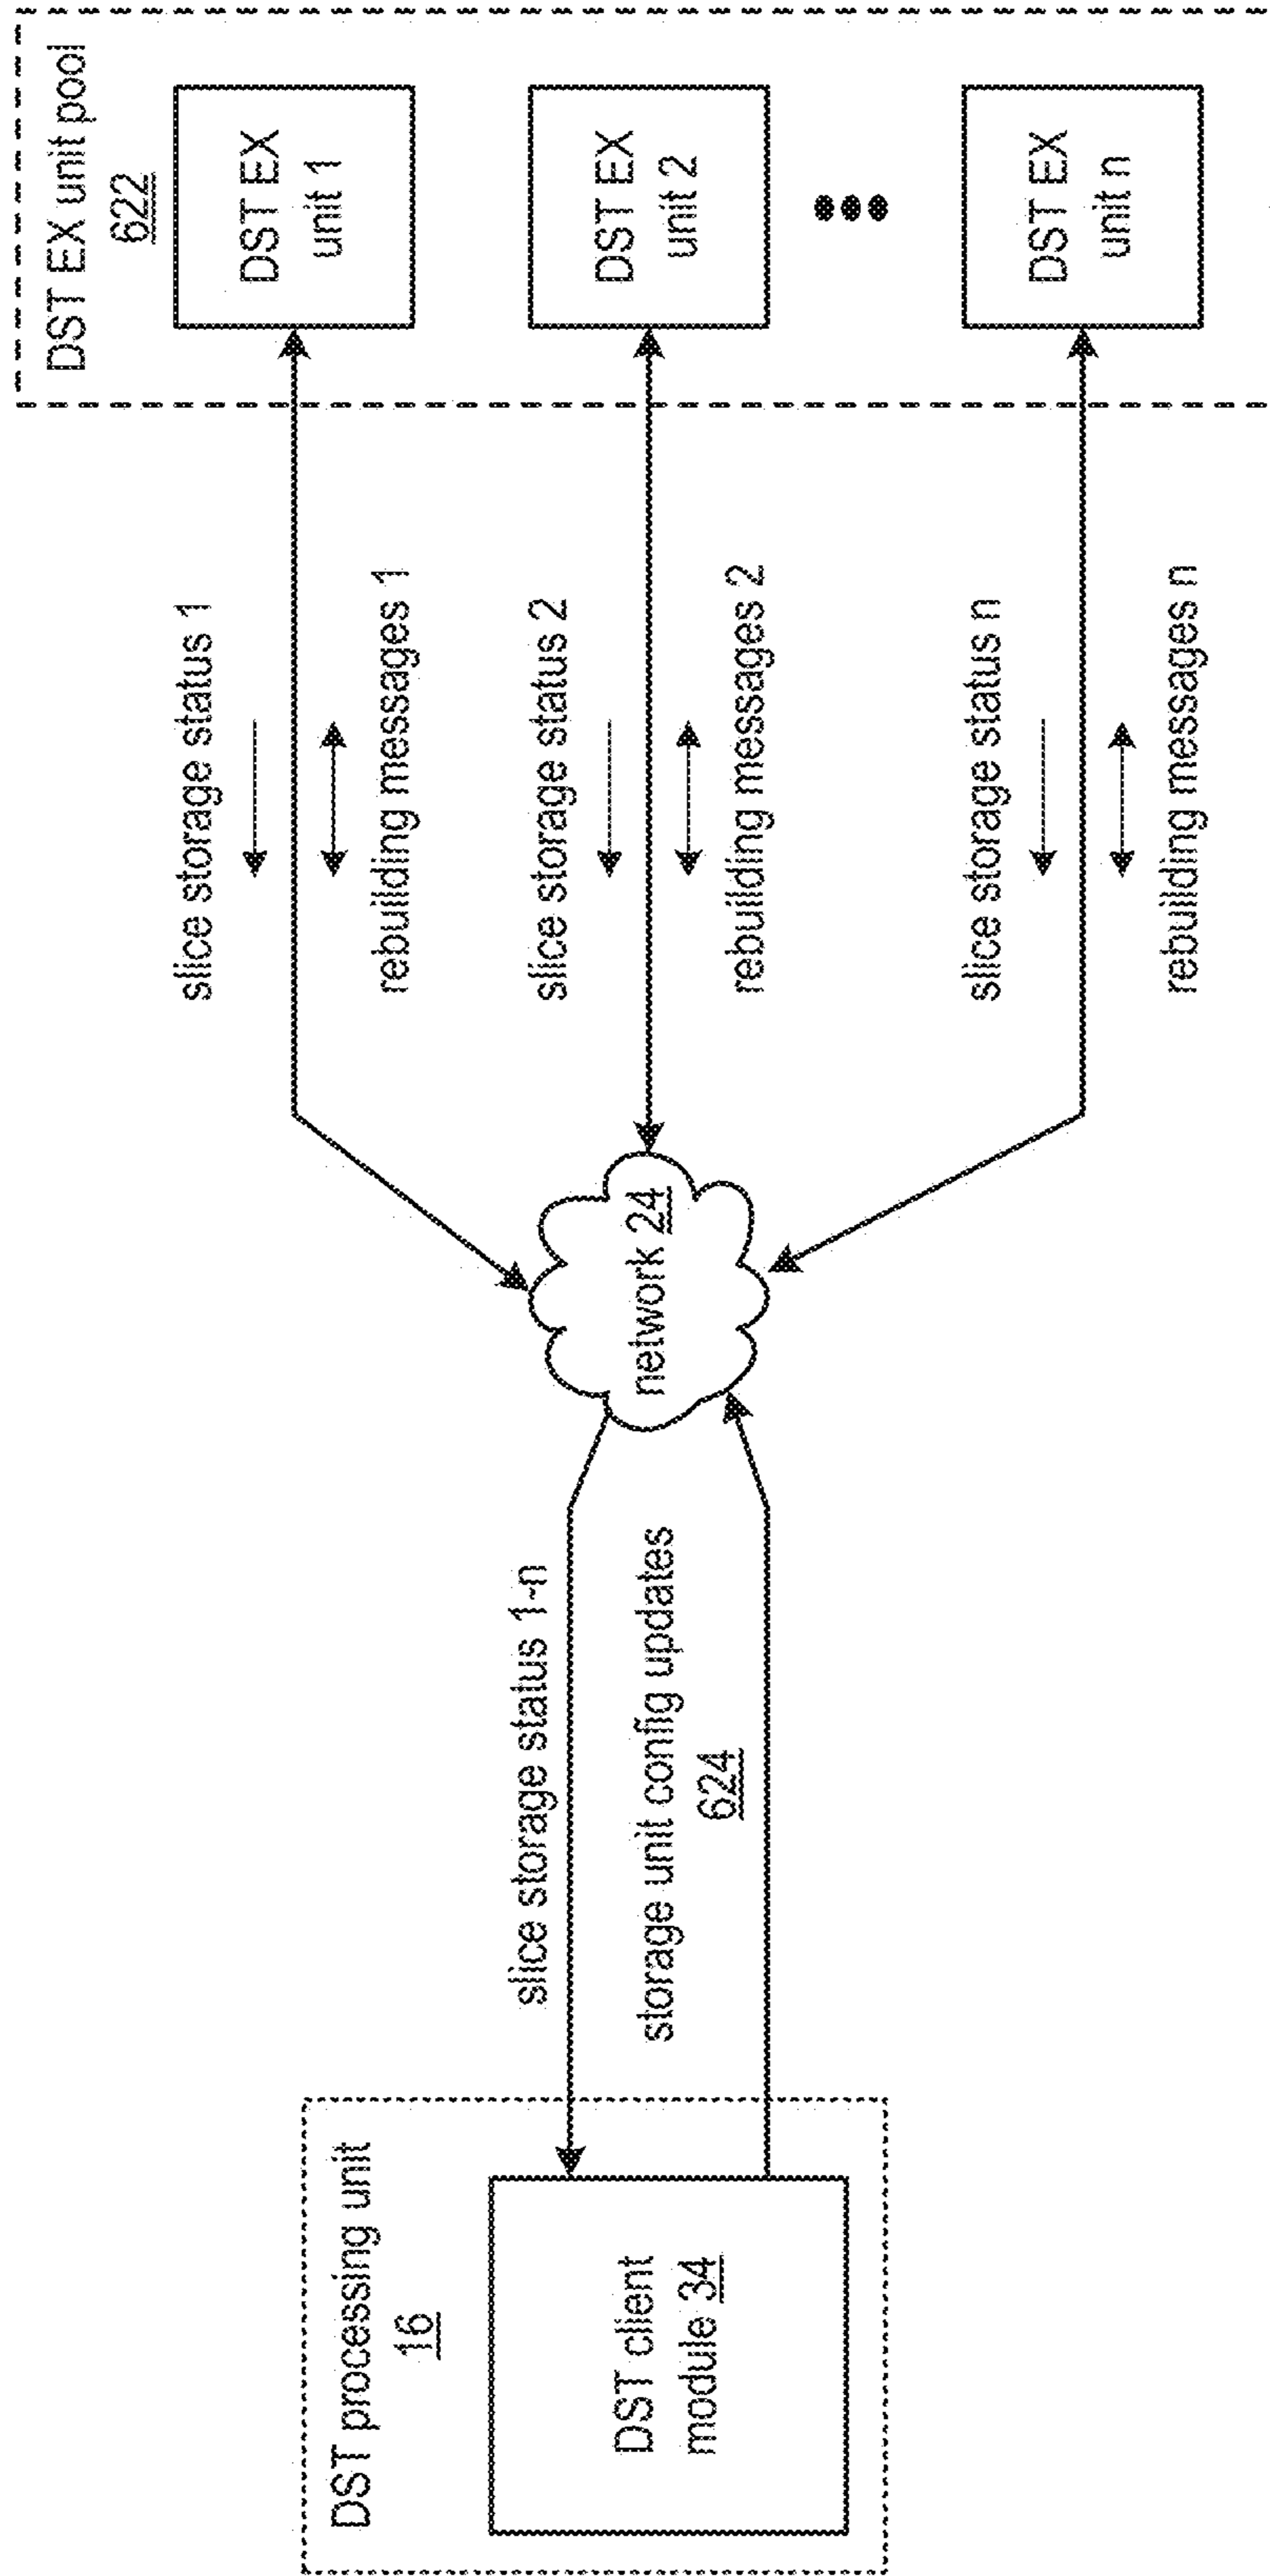 DST processing unit
16
DST client
module 34
slice storage status 1-n
storage unit config updates
624
network 24
slice storage status 1
rebuilding messages 1
slice storage status 2
rebuilding messages 2
slice storage status n
rebuilding messages n
DST EX unit pool
622
DST EX
unit 1
DST EX
unit 2
DST EX
unit n